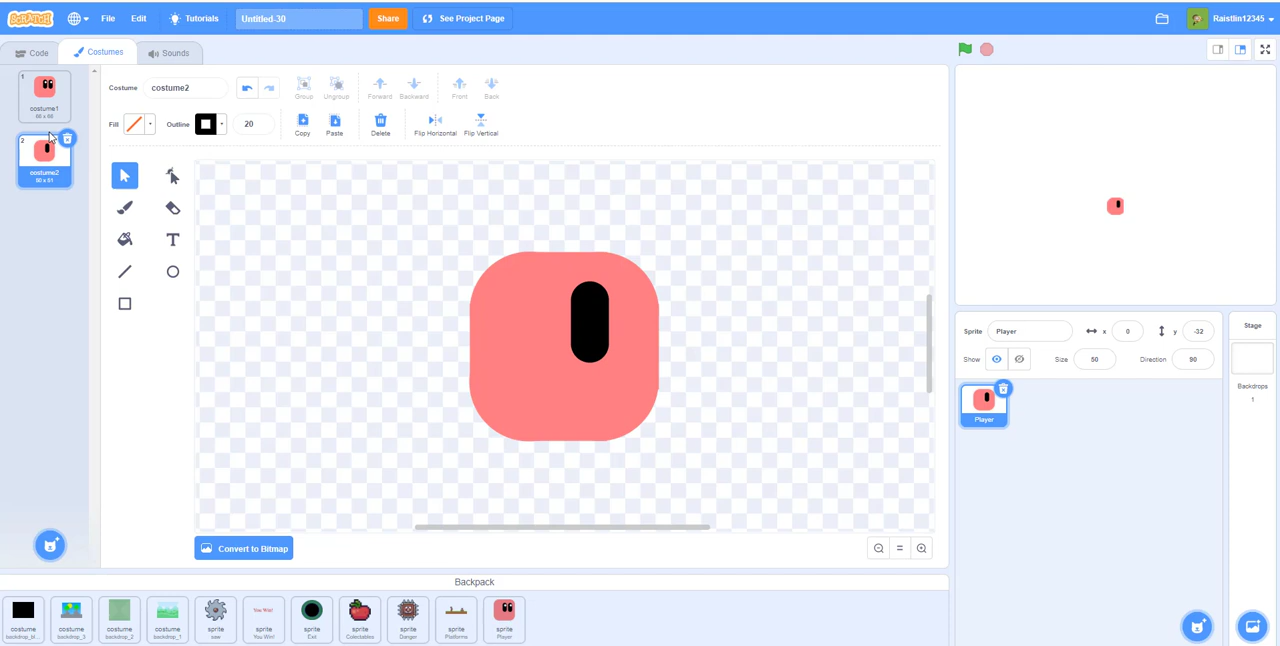 SCRATCH File Edit Tutorials Untitled-30 Share See Project Page Raistlin12345
Code Costumes Sounds
1
costume1
2
costume2
Costume costume2 Group Ungroup Forward Backward Front Back
Fill Outline 20 Copy Paste Delete Flip Horizontal Flip Vertical
T
Convert to Bitmap
Sprite Player x 0 y -32
Show Size 50 Direction 90
Player
Stage
Backdrops
1
Backpack
You Win!
costume costume costume costume sprite sprite sprite sprite sprite sprite sprite
backdrop_bl... backdrop_3 backdrop_2 backdrop_1 saw You Win! Exit Collectables Danger Platforms Player